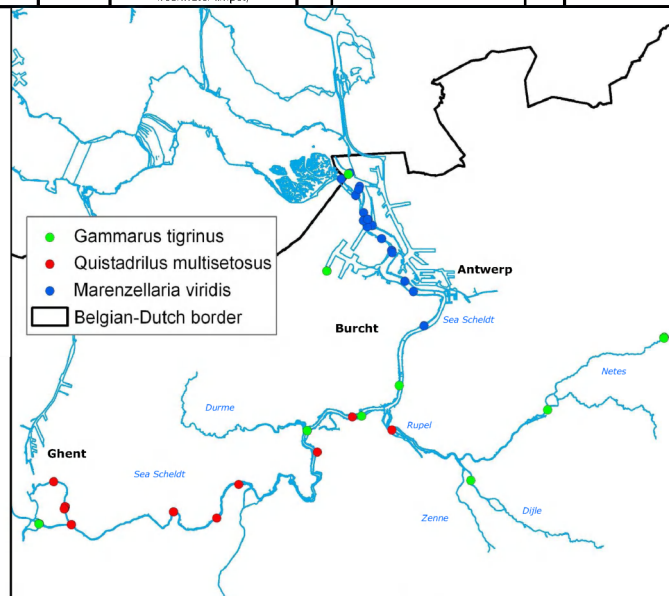 Gammarus tigrinus
Quistadrilus multisetosus
Marenzellaria viridis
Belgian-Dutch border
Antwerp
Burcht
Sea Scheldt
Netes
Durme
Rupel
Ghent
Sea Scheldt
Zenne
Dijle